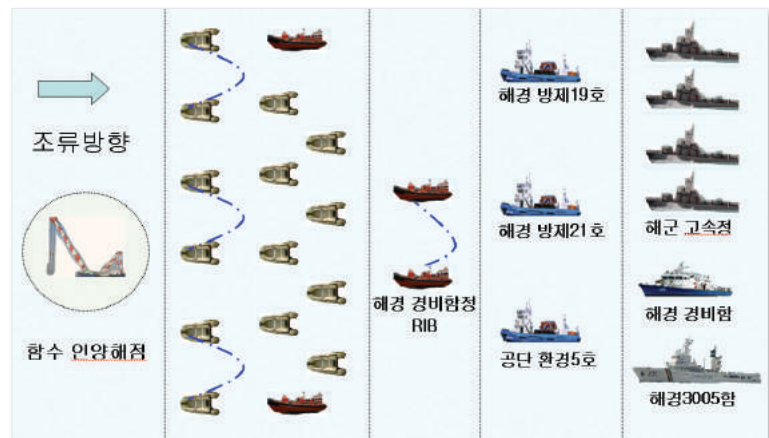 조류방향
함수 인양해점
해경 경비함정
RIB
해경 방제19호
해경 방제21호
공단 환경5호
해군 고속정
해경 경비함
해경3005함